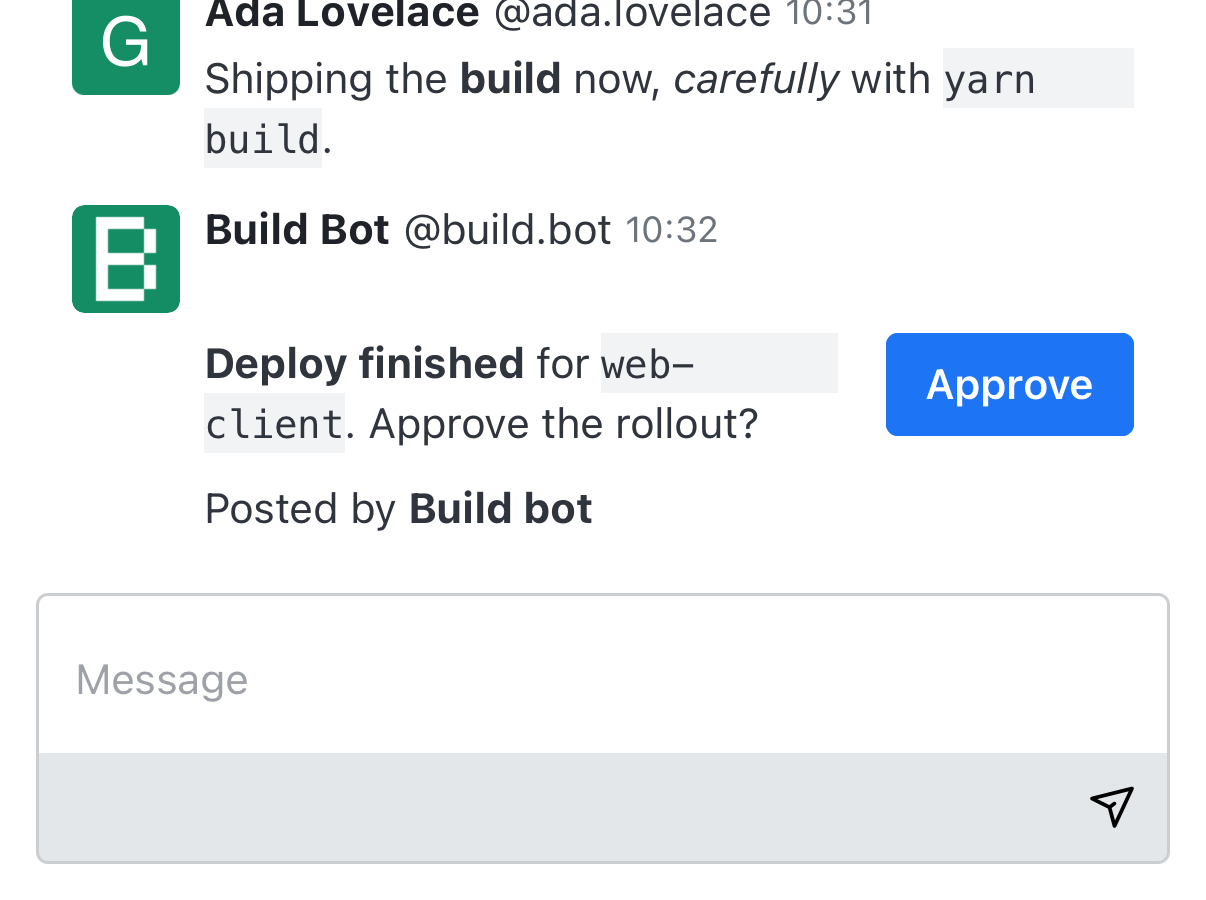 G
Ada Lovelace @ada.lovelace 10:31
Shipping the build now, carefully with yarn
build.
B
Build Bot @build.bot 10:32
Deploy finished for web-
client. Approve the rollout?
Approve
Posted by Build bot
Message